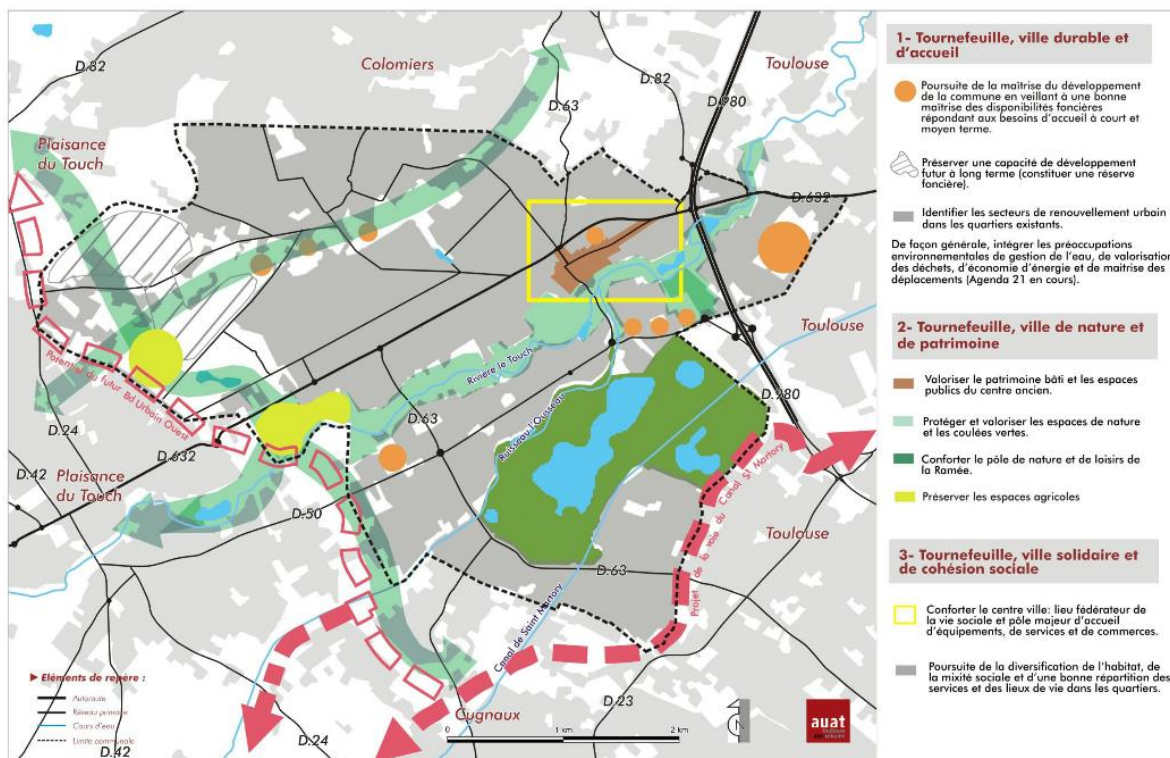 D.82
Colomiers
D.63
D.82
Toulouse
D.980
Plaisance
du Touch
D.632
Toulouse
Rivière le Touch
D.63
Ruisseau l'Ousseau
D.980
Potentiel du futur Bd Urbain Ouest
D.24
D.632
D.42
Plaisance
du Touch
D.50
Toulouse
D.63
Projet de la voie du Canal St Martory
Canal de Saint Martory
Cugnaux
D 23
D.24
D.42
Eléments de repère :
Autoroute
Réseau primaire
Cours d'eau
Limite communale
0 1 km 2 km
auat
1- Tournefeuille, ville durable et
d'accueil
Poursuite de la maîtrise du développement
de la commune en veillant à une bonne
maîtrise des disponibilités foncières
répondant aux besoins d'accueil à court et
moyen terme.
Préserver une capacité de développement
futur à long terme (constituer une réserve
foncière).
Identifier les secteurs de renouvellement urbain
dans les quartiers existants.
De façon générale, intégrer les préoccupations
environnementales de gestion de l'eau, de valorisation
des déchets, d'économie d'énergie et de maitrise des
déplacements (Agenda 21 en cours).
2- Tournefeuille, ville de nature et
de patrimoine
Valoriser le patrimoine bâti et les espaces
publics du centre ancien.
Protéger et valoriser les espaces de nature
et les coulées vertes.
Conforter le pôle de nature et de loisirs de
la Ramée.
Préserver les espaces agricoles
3- Tournefeuille, ville solidaire et
de cohésion sociale
Conforter le centre ville: lieu fédérateur de
la vie sociale et pôle majeur d'accueil
d'équipements, de services et de commerces.
Poursuite de la diversification de l'habitat, de
la mixité sociale et d'une bonne répartition des
services et des lieux de vie dans les quartiers.